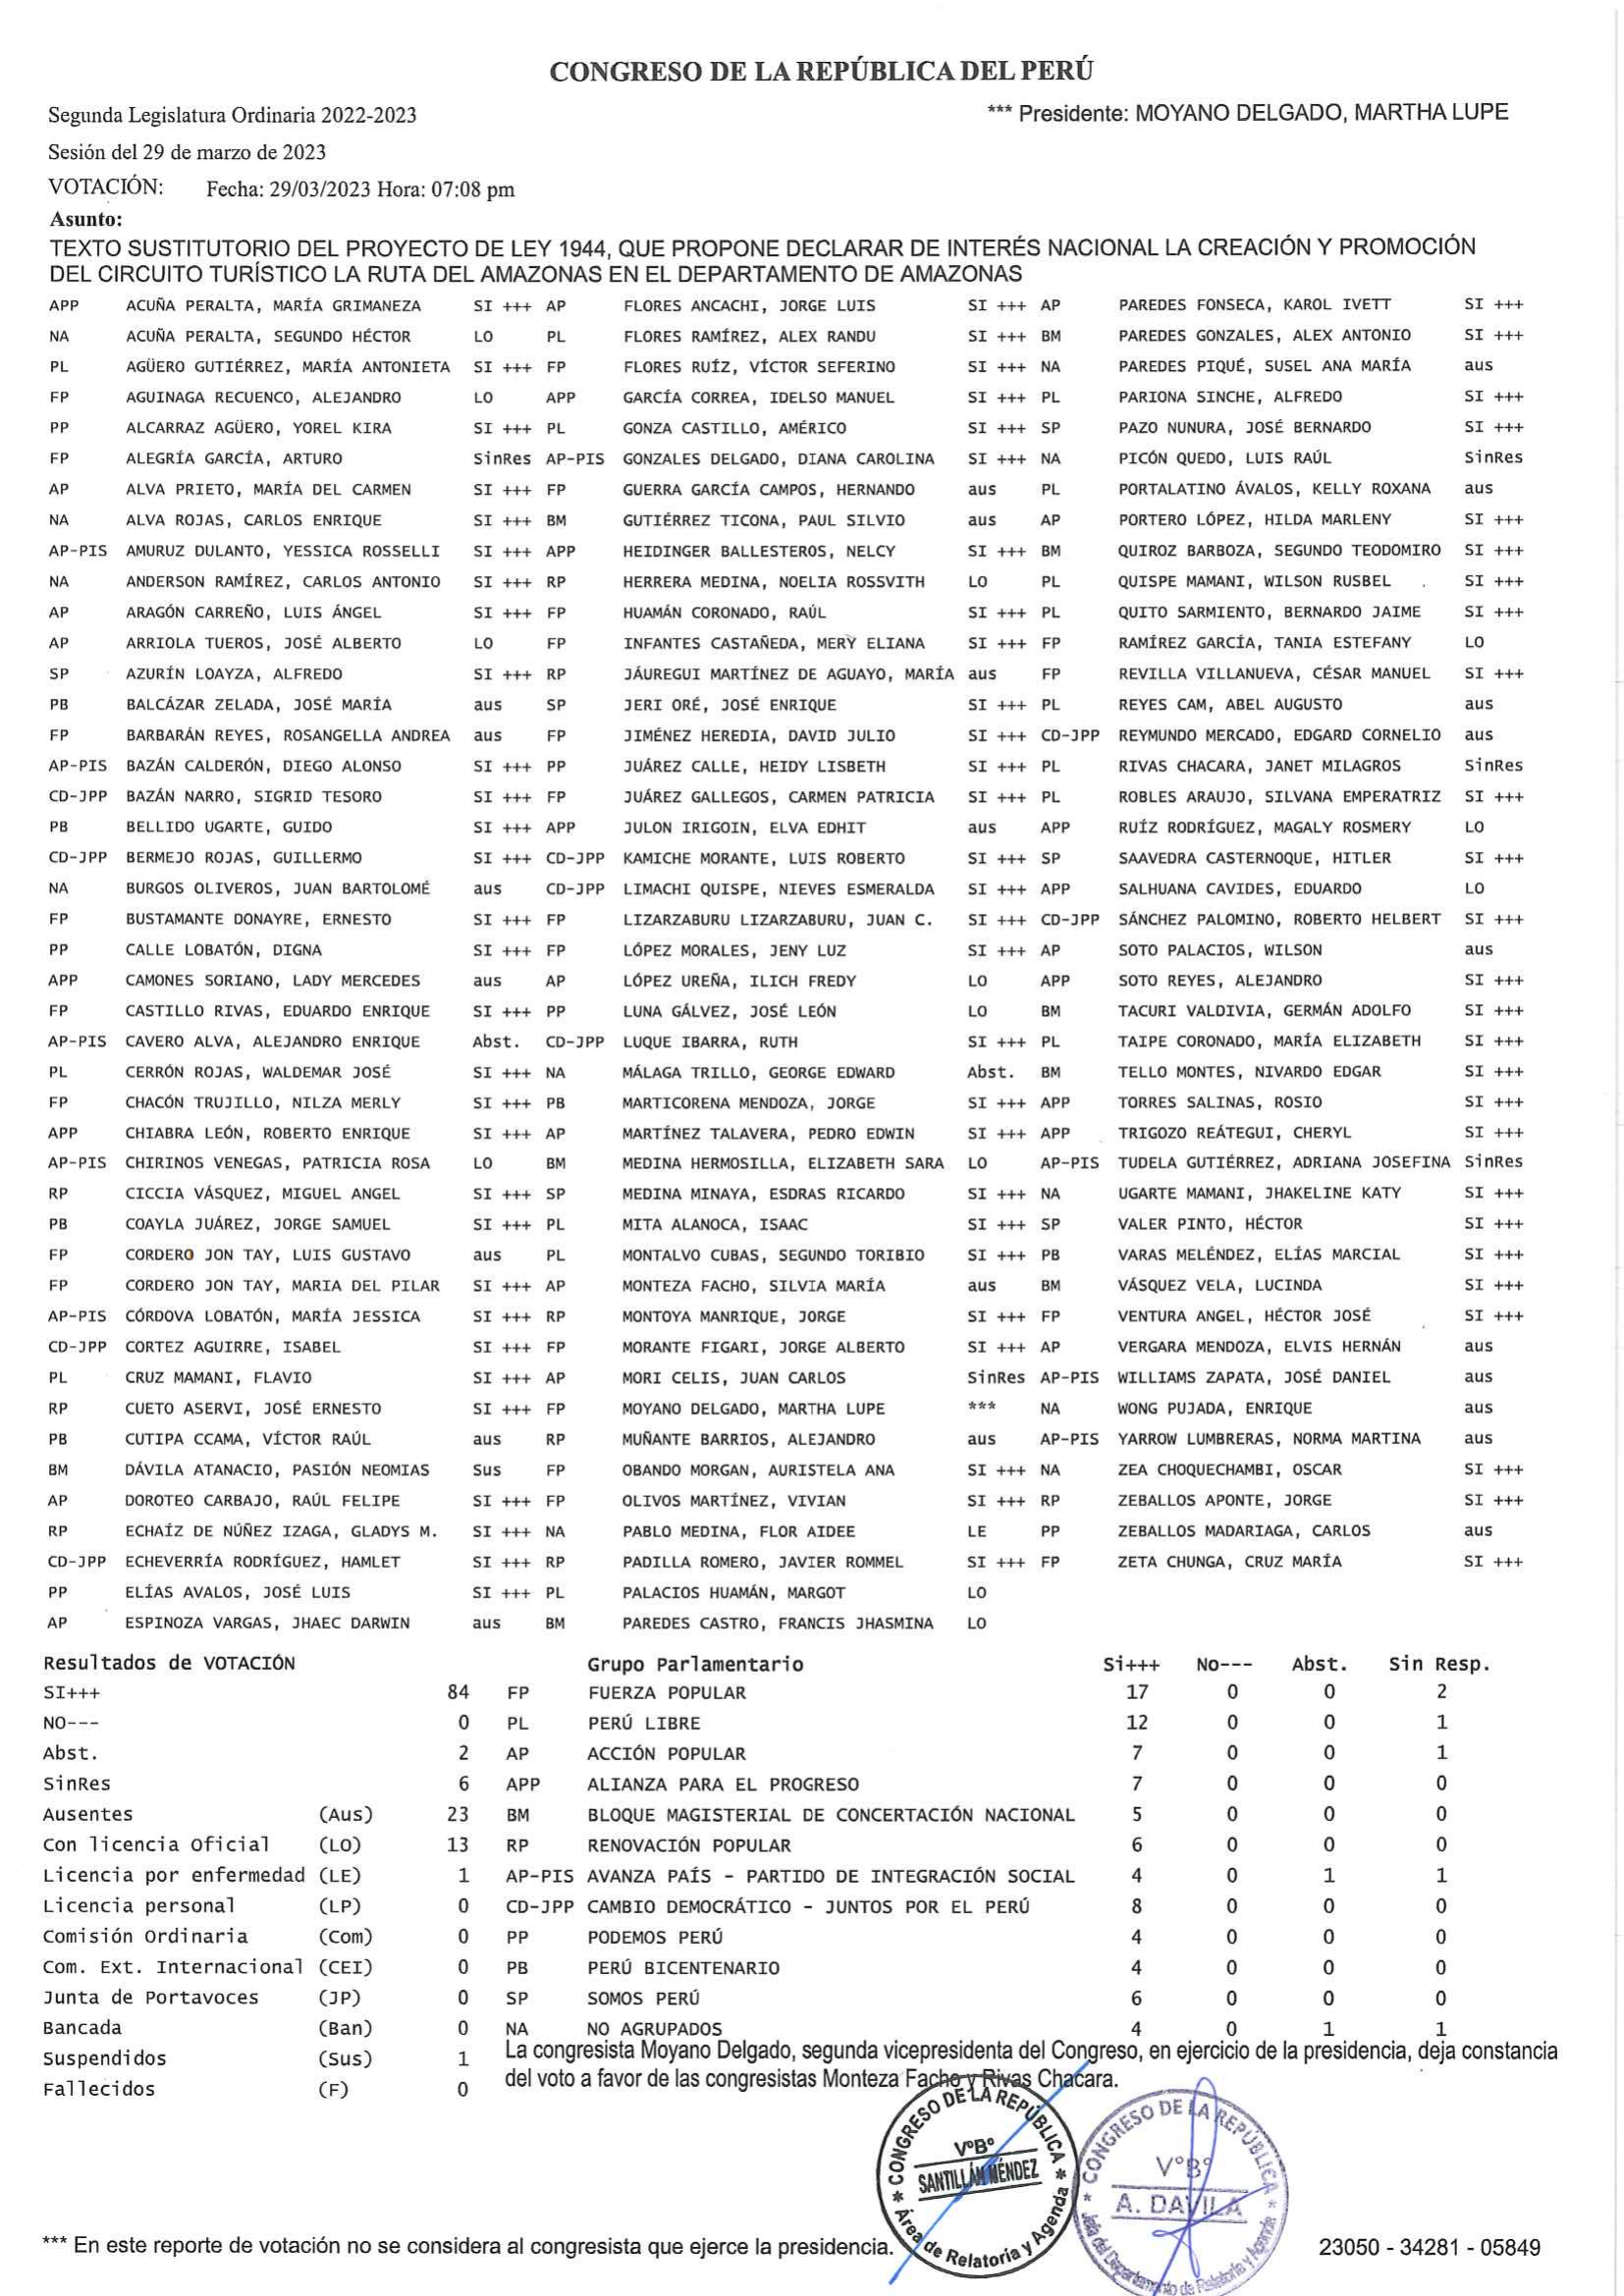 CONGRESO DE LA REPÚBLICA DEL PERÚ
Segunda Legislatura Ordinaria 2022-2023 *** Presidente: MOYANO DELGADO, MARTHA LUPE
Sesión del 29 de marzo de 2023
VOTACIÓN: Fecha: 29/03/2023 Hora: 07:08 pm
Asunto:
TEXTO SUSTITUTORIO DEL PROYECTO DE LEY 1944, QUE PROPONE DECLARAR DE INTERÉS NACIONAL LA CREACIÓN Y PROMOCIÓN
DEL CIRCUITO TURÍSTICO LA RUTA DEL AMAZONAS EN EL DEPARTAMENTO DE AMAZONAS
APP ACUÑA PERALTA, MARÍA GRIMANEZA SI +++ AP FLORES ANCACHI, JORGE LUIS SI +++ AP PAREDES FONSECA, KAROL IVETT SI +++
NA ACUÑA PERALTA, SEGUNDO HÉCTOR LO PL FLORES RAMÍREZ, ALEX RANDU SI +++ BM PAREDES GONZALES, ALEX ANTONIO SI +++
PL AGÜERO GUTIÉRREZ, MARÍA ANTONIETA SI +++ FP FLORES RUÍZ, VÍCTOR SEFERINO SI +++ NA PAREDES PIQUÉ, SUSEL ANA MARÍA aus
FP AGUINAGA RECUENCO, ALEJANDRO LO APP GARCÍA CORREA, IDELSO MANUEL SI +++ PL PARIONA SINCHE, ALFREDO SI +++
PP ALCARRAZ AGÜERO, YOREL KIRA SI +++ PL GONZA CASTILLO, AMÉRICO SI +++ SP PAZO NUNURA, JOSÉ BERNARDO SI +++
FP ALEGRÍA GARCÍA, ARTURO SinRes AP-PIS GONZALES DELGADO, DIANA CAROLINA SI +++ NA PICÓN QUEDO, LUIS RAÚL SinRes
AP ALVA PRIETO, MARÍA DEL CARMEN SI +++ FP GUERRA GARCÍA CAMPOS, HERNANDO aus PL PORTALATINO ÁVALOS, KELLY ROXANA aus
NA ALVA ROJAS, CARLOS ENRIQUE SI +++ BM GUTIÉRREZ TICONA, PAUL SILVIO aus AP PORTERO LÓPEZ, HILDA MARLENY SI +++
AP-PIS AMURUZ DULANTO, YESSICA ROSSELLI SI +++ APP HEIDINGER BALLESTEROS, NELCY SI +++ BM QUIROZ BARBOZA, SEGUNDO TEODOMIRO SI +++
NA ANDERSON RAMÍREZ, CARLOS ANTONIO SI +++ RP HERRERA MEDINA, NOELIA ROSSVITH LO PL QUISPE MAMANI, WILSON RUSBEL SI +++
AP ARAGÓN CARREÑO, LUIS ÁNGEL SI +++ FP HUAMÁN CORONADO, RAÚL SI +++ PL QUITO SARMIENTO, BERNARDO JAIME SI +++
AP ARRIOLA TUEROS, JOSÉ ALBERTO LO FP INFANTES CASTAÑEDA, MERY ELIANA SI +++ FP RAMÍREZ GARCÍA, TANIA ESTEFANY LO
SP AZURÍN LOAYZA, ALFREDO SI +++ RP JÁUREGUI MARTÍNEZ DE AGUAYO, MARÍA aus FP REVILLA VILLANUEVA, CÉSAR MANUEL SI +++
PB BALCÁZAR ZELADA, JOSÉ MARÍA aus SP JERI ORÉ, JOSÉ ENRIQUE SI +++ PL REYES CAM, ABEL AUGUSTO aus
FP BARBARÁN REYES, ROSANGELLA ANDREA aus FP JIMÉNEZ HEREDIA, DAVID JULIO SI +++ CD-JPP REYMUNDO MERCADO, EDGARD CORNELIO aus
AP-PIS BAZÁN CALDERÓN, DIEGO ALONSO SI +++ PP JUÁREZ CALLE, HEIDY LISBETH SI +++ PL RIVAS CHACARA, JANET MILAGROS SinRes
CD-JPP BAZÁN NARRO, SIGRID TESORO SI +++ FP JUÁREZ GALLEGOS, CARMEN PATRICIA SI +++ PL ROBLES ARAUJO, SILVANA EMPERATRIZ SI +++
PB BELLIDO UGARTE, GUIDO SI +++ APP JULON IRIGOIN, ELVA EDHIT aus APP RUÍZ RODRÍGUEZ, MAGALY ROSMERY LO
CD-JPP BERMEJO ROJAS, GUILLERMO SI +++ CD-JPP KAMICHE MORANTE, LUIS ROBERTO SI +++ SP SAAVEDRA CASTERNOQUE, HITLER SI +++
NA BURGOS OLIVEROS, JUAN BARTOLOMÉ aus CD-JPP LIMACHI QUISPE, NIEVES ESMERALDA SI +++ APP SALHUANA CAVIDES, EDUARDO LO
FP BUSTAMANTE DONAYRE, ERNESTO SI +++ FP LIZARZABURU LIZARZABURU, JUAN C. SI +++ CD-JPP SÁNCHEZ PALOMINO, ROBERTO HELBERT SI +++
PP CALLE LOBATÓN, DIGNA SI +++ FP LÓPEZ MORALES, JENY LUZ SI +++ AP SOTO PALACIOS, WILSON aus
APP CAMONES SORIANO, LADY MERCEDES aus AP LÓPEZ UREÑA, ILICH FREDY LO APP SOTO REYES, ALEJANDRO SI +++
FP CASTILLO RIVAS, EDUARDO ENRIQUE SI +++ PP LUNA GÁLVEZ, JOSÉ LEÓN LO BM TACURI VALDIVIA, GERMÁN ADOLFO SI +++
AP-PIS CAVERO ALVA, ALEJANDRO ENRIQUE Abst. CD-JPP LUQUE IBARRA, RUTH SI +++ PL TAIPE CORONADO, MARÍA ELIZABETH SI +++
PL CERRÓN ROJAS, WALDEMAR JOSÉ SI +++ NA MÁLAGA TRILLO, GEORGE EDWARD Abst. BM TELLO MONTES, NIVARDO EDGAR SI +++
FP CHACÓN TRUJILLO, NILZA MERLY SI +++ PB MARTICORENA MENDOZA, JORGE SI +++ APP TORRES SALINAS, ROSIO SI +++
APP CHIABRA LEÓN, ROBERTO ENRIQUE SI +++ AP MARTÍNEZ TALAVERA, PEDRO EDWIN SI +++ APP TRIGOZO REÁTEGUI, CHERYL SI +++
AP-PIS CHIRINOS VENEGAS, PATRICIA ROSA LO BM MEDINA HERMOSILLA, ELIZABETH SARA LO AP-PIS TUDELA GUTIÉRREZ, ADRIANA JOSEFINA SinRes
RP CICCIA VÁSQUEZ, MIGUEL ANGEL SI +++ SP MEDINA MINAYA, ESDRAS RICARDO SI +++ NA UGARTE MAMANI, JHAKELINE KATY SI +++
PB COAYLA JUÁREZ, JORGE SAMUEL SI +++ PL MITA ALANOCA, ISAAC SI +++ SP VALER PINTO, HÉCTOR SI +++
FP CORDERO JON TAY, LUIS GUSTAVO aus PL MONTALVO CUBAS, SEGUNDO TORIBIO SI +++ PB VARAS MELÉNDEZ, ELÍAS MARCIAL SI +++
FP CORDERO JON TAY, MARIA DEL PILAR SI +++ AP MONTEZA FACHO, SILVIA MARÍA aus BM VÁSQUEZ VELA, LUCINDA SI +++
AP-PIS CÓRDOVA LOBATÓN, MARÍA JESSICA SI +++ RP MONTOYA MANRIQUE, JORGE SI +++ FP VENTURA ANGEL, HÉCTOR JOSÉ SI +++
CD-JPP CORTEZ AGUIRRE, ISABEL SI +++ FP MORANTE FIGARI, JORGE ALBERTO SI +++ AP VERGARA MENDOZA, ELVIS HERNÁN aus
PL CRUZ MAMANI, FLAVIO SI +++ AP MORI CELIS, JUAN CARLOS SinRes AP-PIS WILLIAMS ZAPATA, JOSÉ DANIEL aus
RP CUETO ASERVI, JOSÉ ERNESTO SI +++ FP MOYANO DELGADO, MARTHA LUPE *** NA WONG PUJADA, ENRIQUE aus
PB CUTIPA CCAMA, VÍCTOR RAÚL aus RP MUÑANTE BARRIOS, ALEJANDRO aus AP-PIS YARROW LUMBRERAS, NORMA MARTINA aus
BM DÁVILA ATANACIO, PASIÓN NEOMIAS Sus FP OBANDO MORGAN, AURISTELA ANA SI +++ NA ZEA CHOQUECHAMBI, OSCAR SI +++
AP DOROTEO CARBAJO, RAÚL FELIPE SI +++ FP OLIVOS MARTÍNEZ, VIVIAN SI +++ RP ZEBALLOS APONTE, JORGE SI +++
RP ECHAÍZ DE NÚÑEZ IZAGA, GLADYS M. SI +++ NA PABLO MEDINA, FLOR AIDEE LE PP ZEBALLOS MADARIAGA, CARLOS aus
CD-JPP ECHEVERRÍA RODRÍGUEZ, HAMLET SI +++ RP PADILLA ROMERO, JAVIER ROMMEL SI +++ FP ZETA CHUNGA, CRUZ MARÍA SI +++
PP ELÍAS AVALOS, JOSÉ LUIS SI +++ PL PALACIOS HUAMÁN, MARGOT LO
AP ESPINOZA VARGAS, JHAEC DARWIN aus BM PAREDES CASTRO, FRANCIS JHASMINA LO
Resultados de VOTACIÓN Grupo Parlamentario Si+++ No--- Abst. Sin Resp.
SI+++ 84 FP FUERZA POPULAR 17 0 0 2
NO--- 0 PL PERÚ LIBRE 12 0 0 1
Abst. 2 AP ACCIÓN POPULAR 7 0 0 1
SinRes 6 APP ALIANZA PARA EL PROGRESO 7 0 0 0
Ausentes (Aus) 23 BM BLOQUE MAGISTERIAL DE CONCERTACIÓN NACIONAL 5 0 0 0
Con licencia Oficial (LO) 13 RP RENOVACIÓN POPULAR 6 0 0 0
Licencia por enfermedad (LE) 1 AP-PIS AVANZA PAÍS - PARTIDO DE INTEGRACIÓN SOCIAL 4 0 1 1
Licencia personal (LP) 0 CD-JPP CAMBIO DEMOCRÁTICO - JUNTOS POR EL PERÚ 8 0 0 0
Comisión Ordinaria (Com) 0 PP PODEMOS PERÚ 4 0 0 0
Com. Ext. Internacional (CEI) 0 PB PERÚ BICENTENARIO 4 0 0 0
Junta de Portavoces (JP) 0 SP SOMOS PERÚ 6 0 0 0
Bancada (Ban) 0 NA NO AGRUPADOS 4 0 1 1
Suspendidos (Sus) 1
Fallecidos (F) 0
La congresista Moyano Delgado, segunda vicepresidenta del Congreso, en ejercicio de la presidencia, deja constancia
del voto a favor de las congresistas Monteza Facho y Rivas Chacara.
* CONGRESO DE LA REPÚBLICA *
V°B°
SANTILLÁN MÉNDEZ
Área de Relatoría y Agenda
* CONGRESO DE LA REPÚBLICA *
V°B°
A. DAVILA
Jefa del Departamento de Relatoría y Agenda
*** En este reporte de votación no se considera al congresista que ejerce la presidencia.
23050 - 34281 - 05849